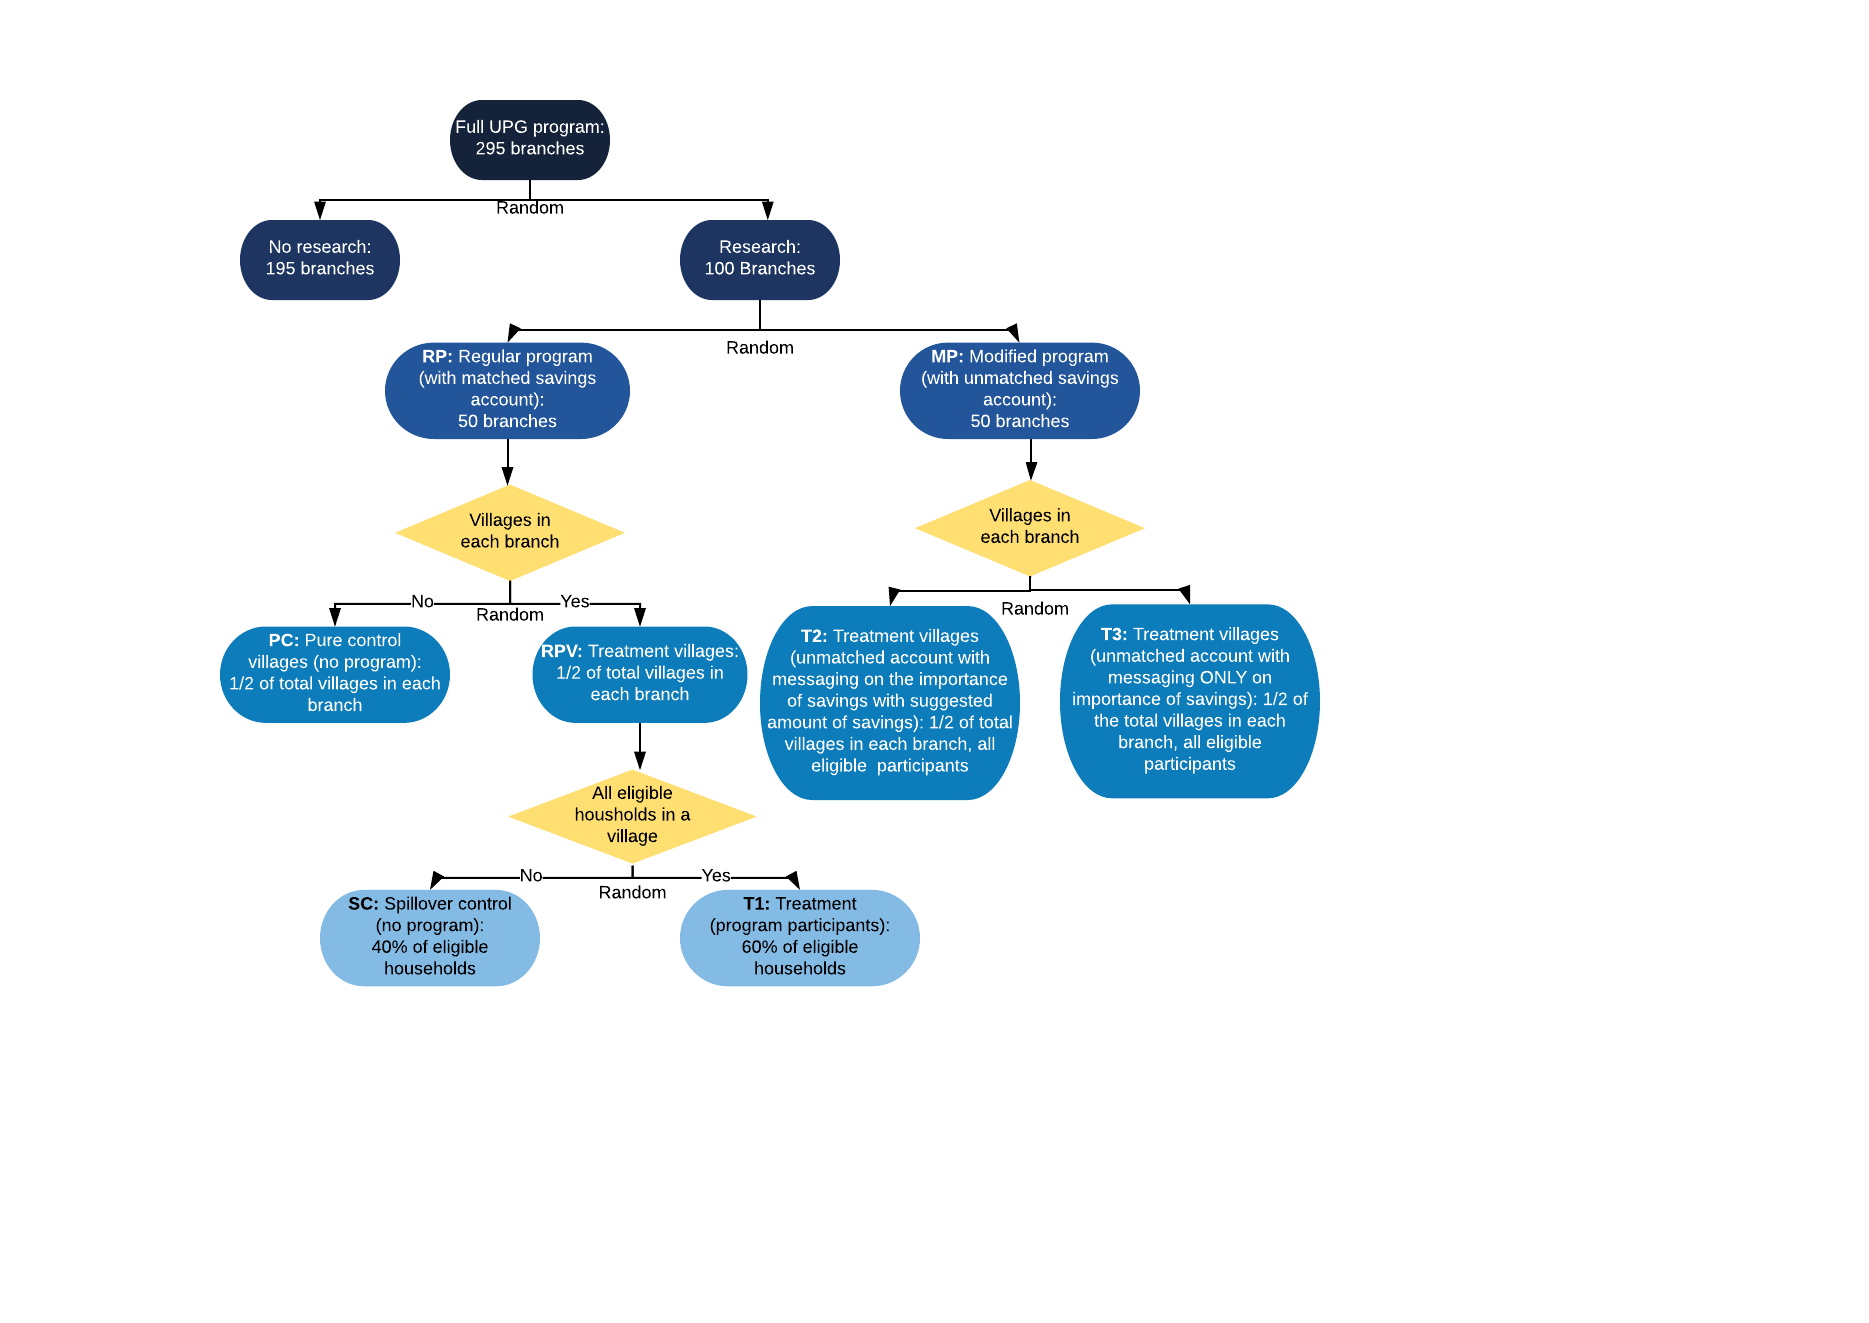 Full UPG program:
295 branches
Random
No research:
195 branches
Research:
100 Branches
Random
RP: Regular program
(with matched savings
account):
50 branches
MP: Modified program
(with unmatched savings
account):
50 branches
Villages in
each branch
Villages in
each branch
No
Random
Yes
Random
PC: Pure control
villages (no program):
1/2 of total villages in each
branch
RPV: Treatment villages:
1/2 of total villages in
each branch
T2: Treatment villages
(unmatched account with
messaging on the importance
of savings with suggested
amount of savings): 1/2 of total
villages in each branch, all
eligible  participants
T3: Treatment villages
(unmatched account with
messaging ONLY on
importance of savings): 1/2 of
the total villages in each
branch, all eligible
participants
All eligible
housholds in a
village
No
Random
Yes
SC: Spillover control
(no program):
40% of eligible
households
T1: Treatment
(program participants):
60% of eligible
households